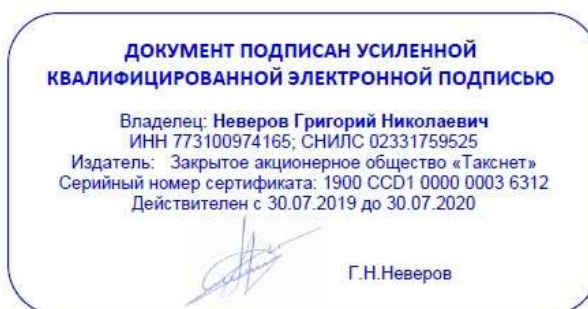 ДОКУМЕНТ ПОДПИСАН УСИЛЕННОЙ
КВАЛИФИЦИРОВАННОЙ ЭЛЕКТРОННОЙ ПОДПИСЬЮ
Владелец: Неверов Григорий Николаевич
ИНН 773100974165; СНИЛС 02331759525
Издатель: Закрытое акционерное общество «Такснет»
Серийный номер сертификата: 1900 CCD1 0000 0003 6312
Действителен с 30.07.2019 до 30.07.2020
Г.Н.Неверов